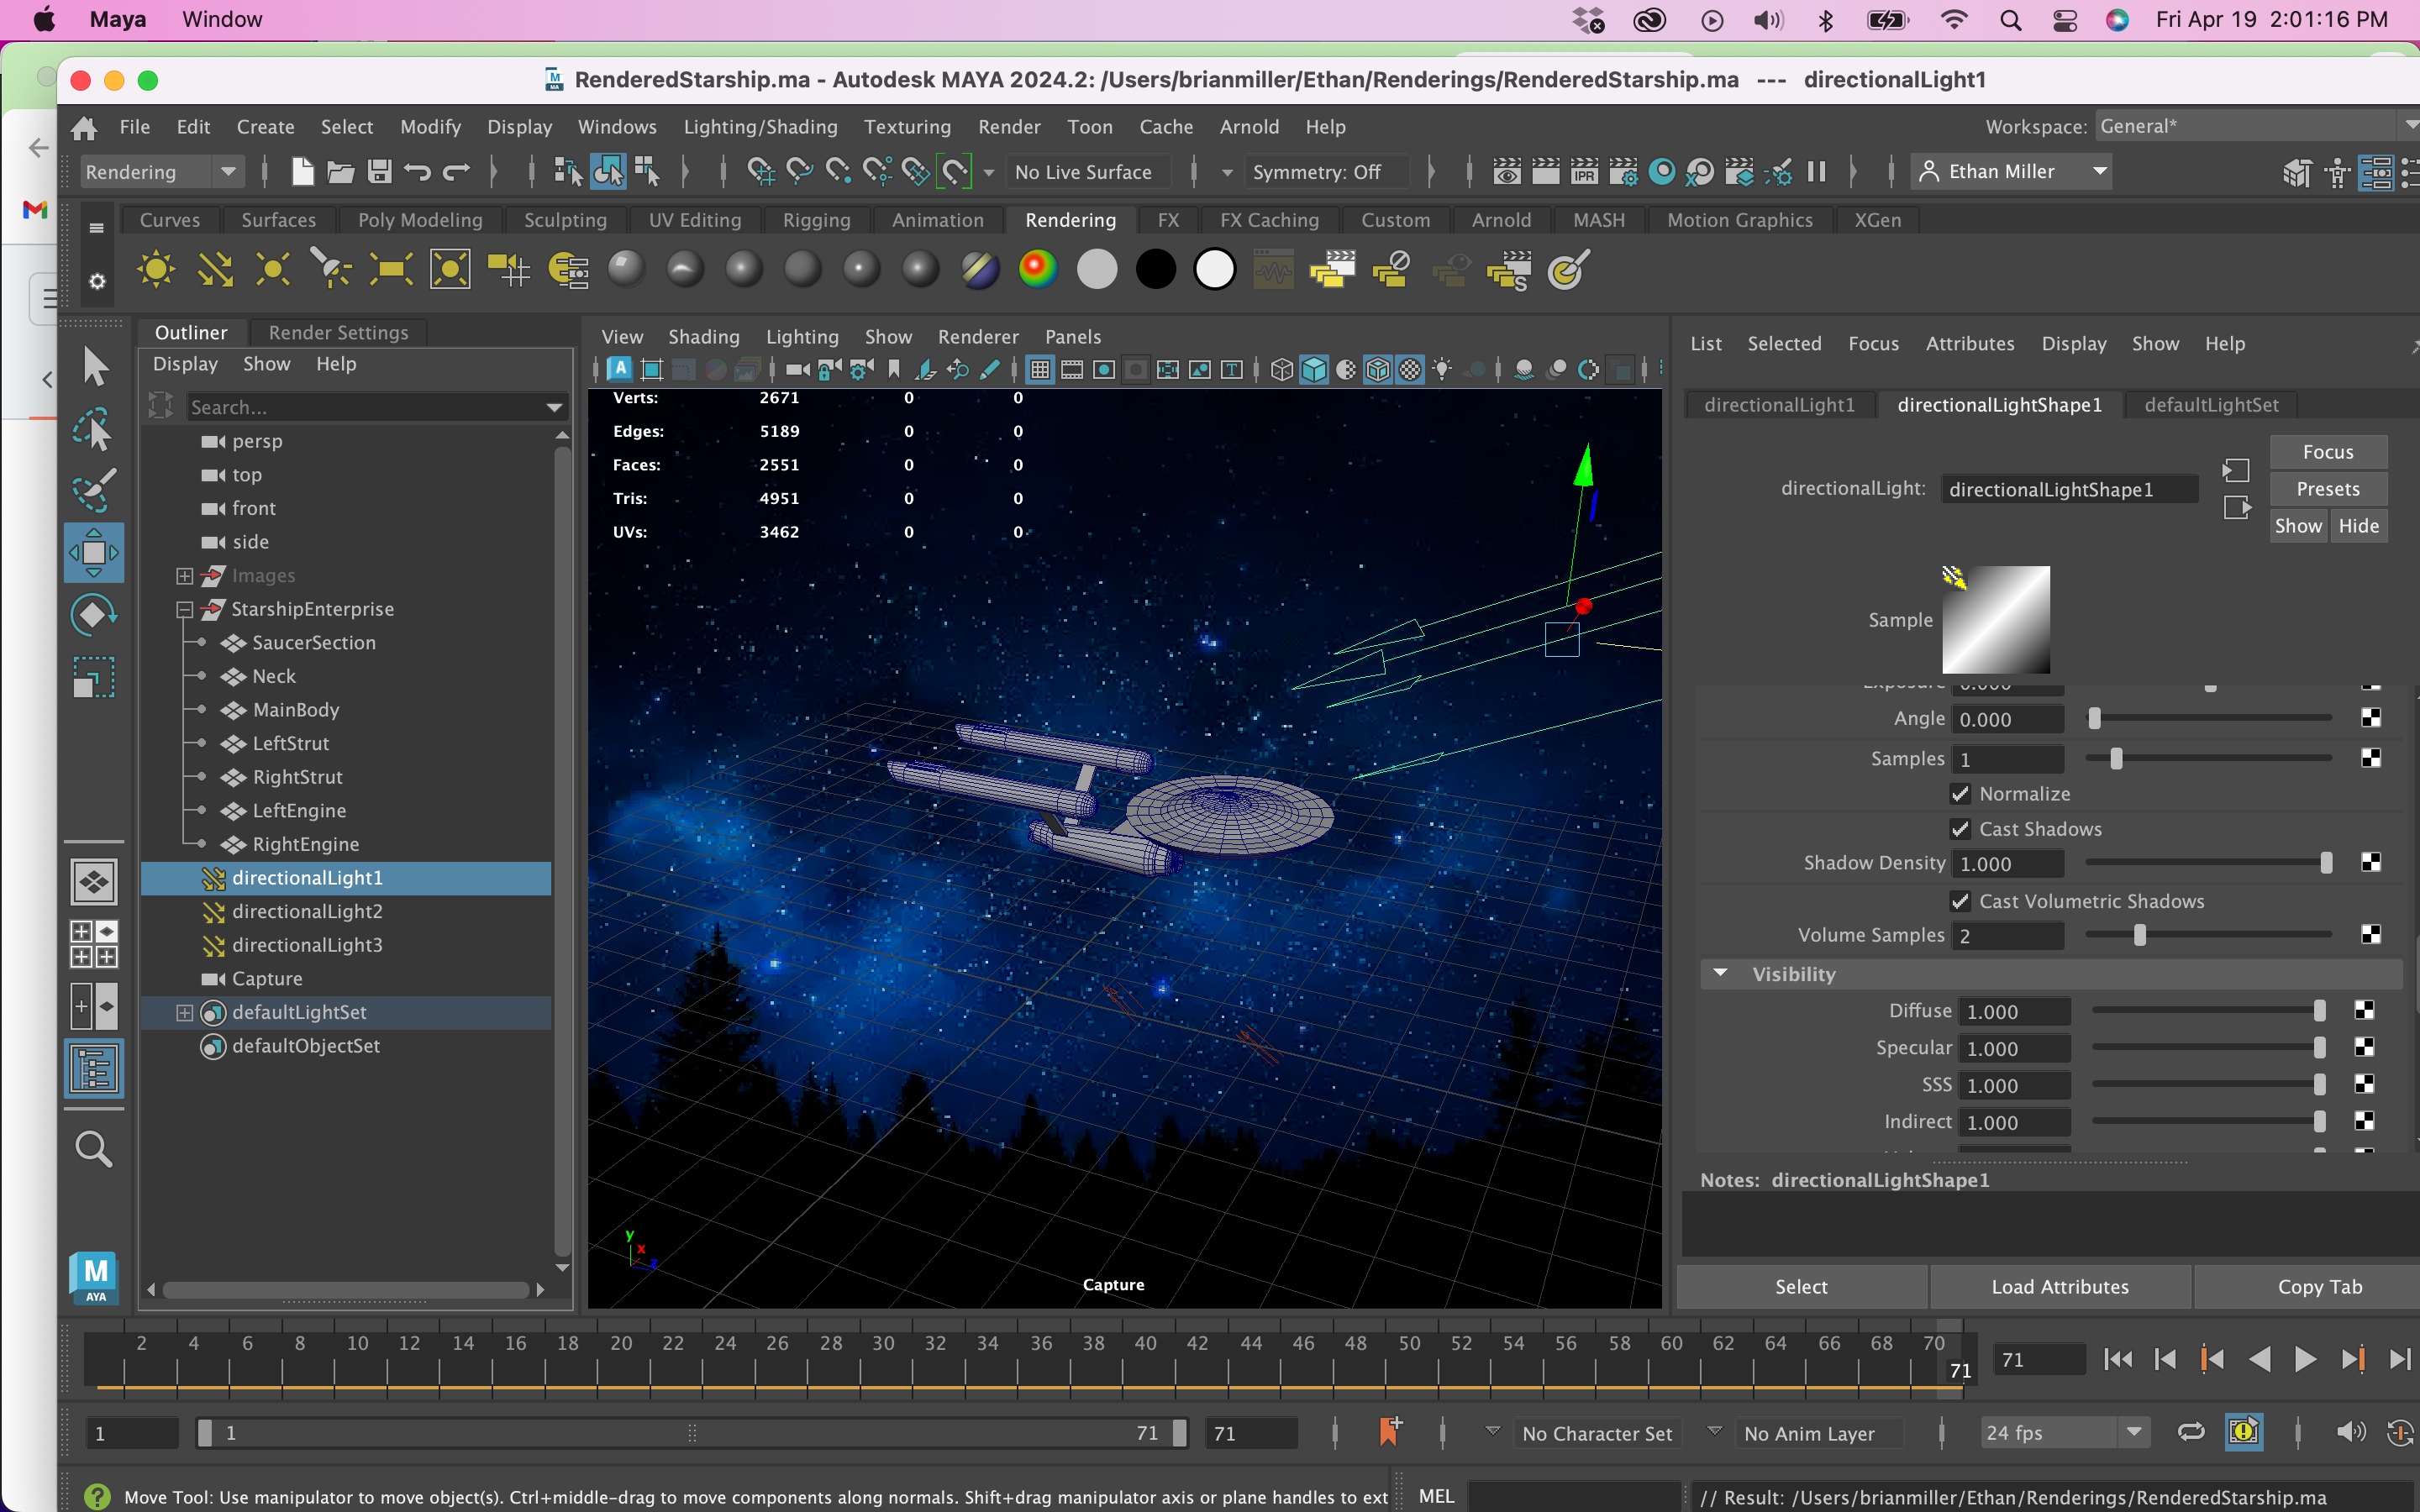 Maya Window Fri Apr 19 2:01:16 PM
RenderedStarship.ma - Autodesk MAYA 2024.2: /Users/brianmiller/Ethan/Renderings/RenderedStarship.ma --- directionalLight1
File Edit Create Select Modify Display Windows Lighting/Shading Texturing Render Toon Cache Arnold Help Workspace: General*
Rendering No Live Surface Symmetry: Off IPR Ethan Miller
Curves Surfaces Poly Modeling Sculpting UV Editing Rigging Animation Rendering FX FX Caching Custom Arnold MASH Motion Graphics XGen
S
Outliner Render Settings
Display Show Help
Search...
persp
top
front
side
Images
StarshipEnterprise
SaucerSection
Neck
MainBody
LeftStrut
RightStrut
LeftEngine
RightEngine
directionalLight1
directionalLight2
directionalLight3
Capture
defaultLightSet
defaultObjectSet
M
AYA
View Shading Lighting Show Renderer Panels
A T
Verts: 2671 0 0
Edges: 5189 0 0
Faces: 2551 0 0
Tris: 4951 0 0
UVs: 3462 0 0
y
x
z
Capture
List Selected Focus Attributes Display Show Help
directionalLight1 directionalLightShape1 defaultLightSet
directionalLight: directionalLightShape1
Focus
Presets
Show Hide
Sample
Exposure 0.000
Angle 0.000
Samples 1
Normalize
Cast Shadows
Shadow Density 1.000
Cast Volumetric Shadows
Volume Samples 2
Visibility
Diffuse 1.000
Specular 1.000
SSS 1.000
Indirect 1.000
Notes: directionalLightShape1
Select Load Attributes Copy Tab
2 4 6 8 10 12 14 16 18 20 22 24 26 28 30 32 34 36 38 40 42 44 46 48 50 52 54 56 58 60 62 64 66 68 70 71 71
1 1 71 71 No Character Set No Anim Layer 24 fps
Move Tool: Use manipulator to move object(s). Ctrl+middle-drag to move components along normals. Shift+drag manipulator axis or plane handles to ext MEL // Result: /Users/brianmiller/Ethan/Renderings/RenderedStarship.ma